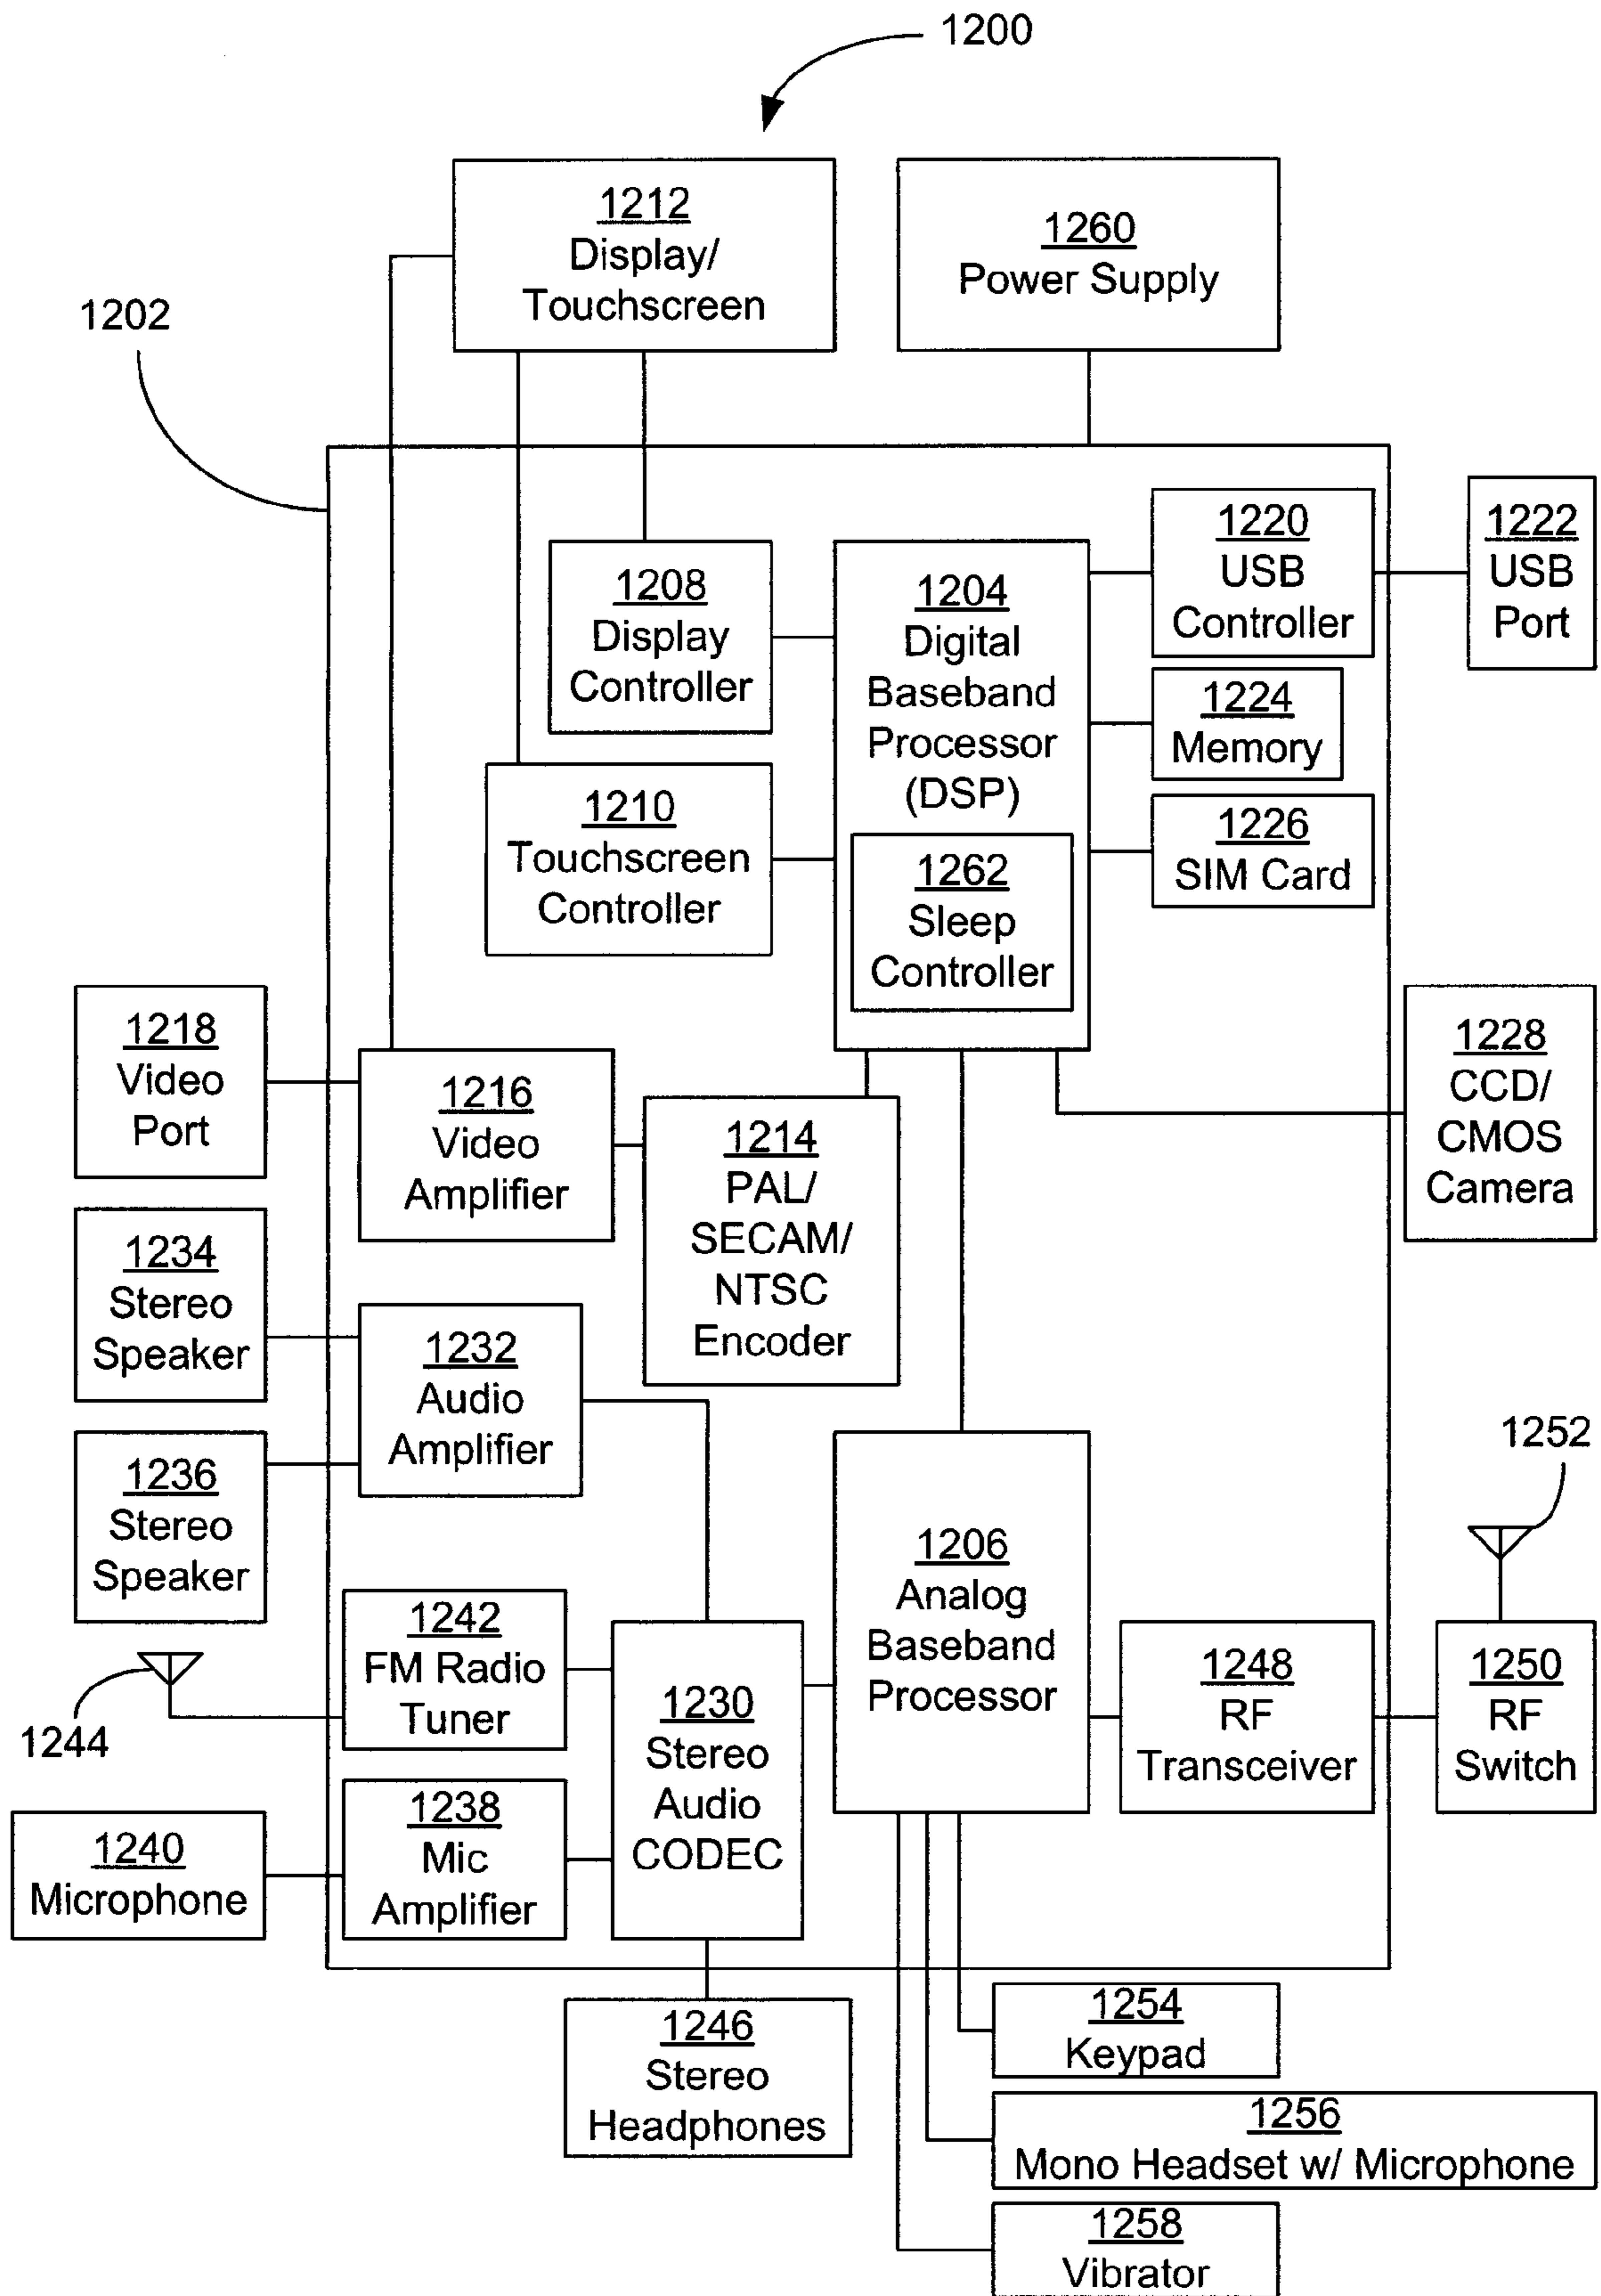 1200
1212
Display/
Touchscreen
1260
Power Supply
1202
1208
Display
Controller
1204
Digital
Baseband
Processor
(DSP)
1220
USB
Controller
1222
USB
Port
1224
Memory
1210
Touchscreen
Controller
1226
SIM Card
1262
Sleep
Controller
1218
Video
Port
1216
Video
Amplifier
1214
PAL/
SECAM/
NTSC
Encoder
1228
CCD/
CMOS
Camera
1234
Stereo
Speaker
1232
Audio
Amplifier
1236
Stereo
Speaker
1252
1206
Analog
Baseband
Processor
1242
FM Radio
Tuner
1244
1230
Stereo
Audio
CODEC
1248
RF
Transceiver
1250
RF
Switch
1240
Microphone
1238
Mic
Amplifier
1246
Stereo
Headphones
1254
Keypad
1256
Mono Headset w/ Microphone
1258
Vibrator